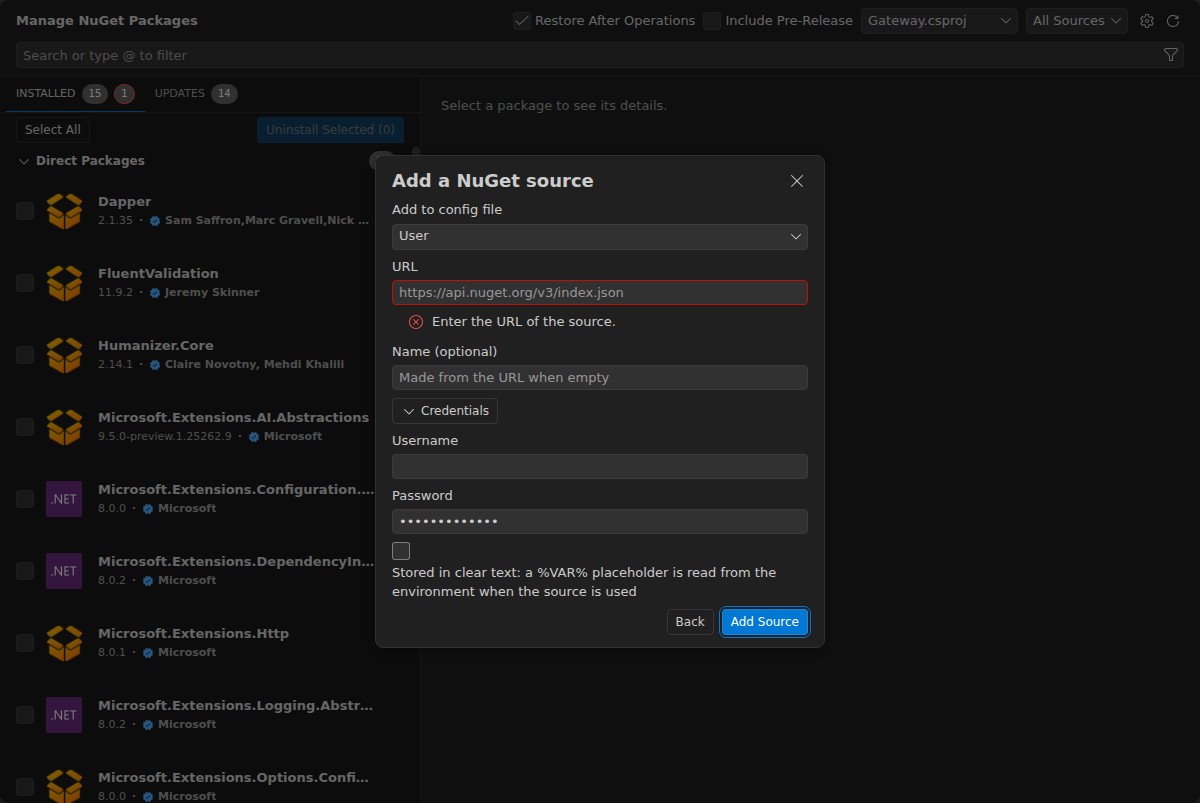 Manage NuGet Packages
Restore After Operations
Include Pre-Release
Gateway.csproj
All Sources
Search or type @ to filter
INSTALLED 15 1 UPDATES 14
Select a package to see its details.
Select All
Uninstall Selected (0)
Direct Packages
Dapper
2.1.35 · Sam Saffron,Marc Gravell,Nick ...
FluentValidation
11.9.2 · Jeremy Skinner
Humanizer.Core
2.14.1 · Claire Novotny, Mehdi Khalili
Microsoft.Extensions.AI.Abstractions
9.5.0-preview.1.25262.9 · Microsoft
.NET
Microsoft.Extensions.Configuration....
8.0.0 · Microsoft
.NET
Microsoft.Extensions.DependencyIn...
8.0.2 · Microsoft
Microsoft.Extensions.Http
8.0.1 · Microsoft
.NET
Microsoft.Extensions.Logging.Abstr...
8.0.2 · Microsoft
Microsoft.Extensions.Options.Confi...
8.0.0 · Microsoft
Add a NuGet source
Add to config file
User
URL
https://api.nuget.org/v3/index.json
Enter the URL of the source.
Name (optional)
Made from the URL when empty
Credentials
Username
Password
•••••••••••••
Stored in clear text: a %VAR% placeholder is read from the
environment when the source is used
Back
Add Source